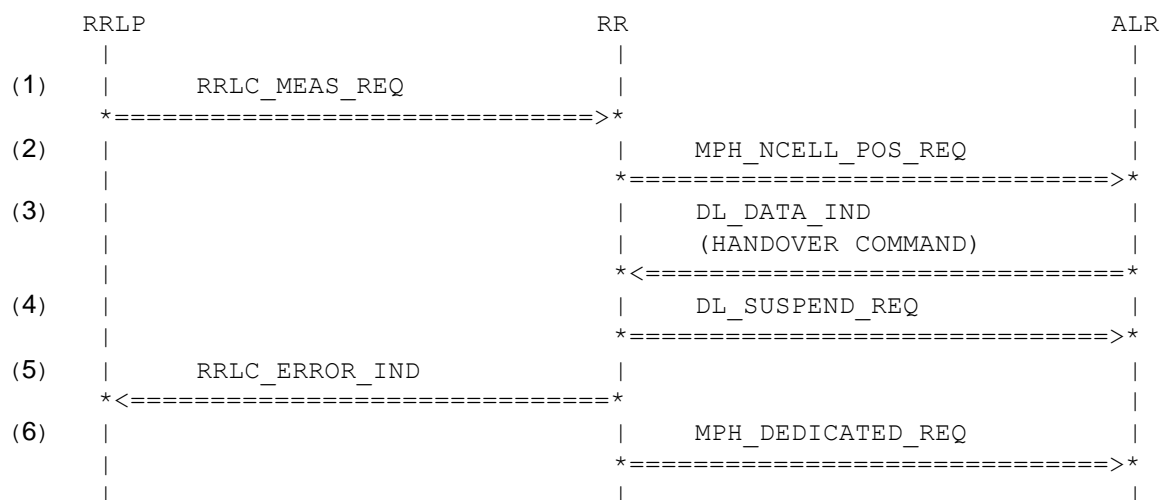 RRLP RR ALR
| | |
(1) | RRLC_MEAS_REQ | |
*==============================>* |
(2) | | MPH_NCELL_POS_REQ |
| *==============================>*
(3) | | DL_DATA_IND |
| | (HANDOVER COMMAND) |
| *<==============================*
(4) | | DL_SUSPEND_REQ |
| *==============================>*
(5) | RRLC_ERROR_IND | |
*<==============================* |
(6) | | MPH_DEDICATED_REQ |
| *==============================>*
| | |